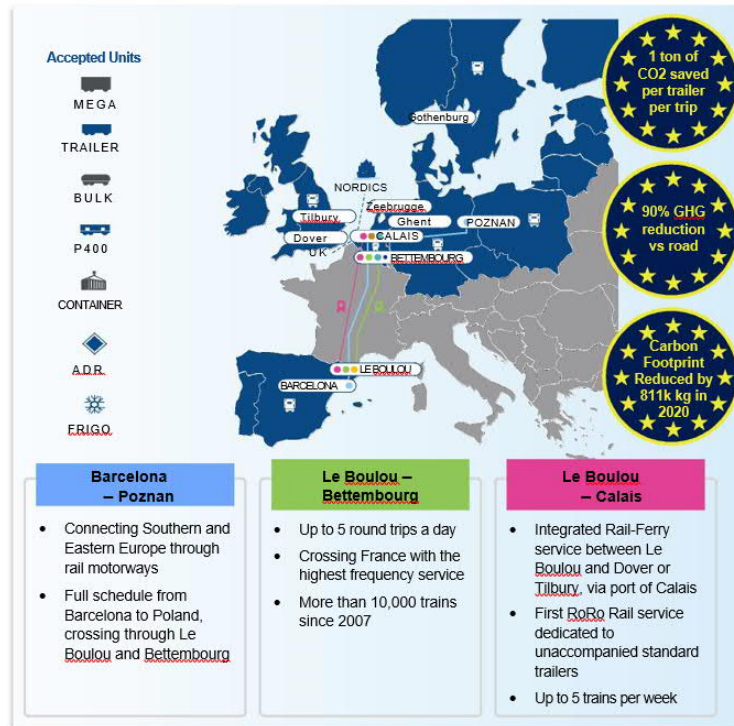 Accepted Units
MEGA
TRAILER
BULK
P400
CONTAINER
A.D.R.
FRIGO
Gothenburg
NORDICS
Zeebrugge
Tilbury
Ghent
POZNAN
Dover
CALAIS
UK
BETTEMBOURG
LE BOULOU
BARCELONA
1 ton of
CO2 saved
per trailer
per trip
90% GHG
reduction
vs road
Carbon
Footprint
Reduced by
811k kg in
2020
Barcelona
– Poznan
• Connecting Southern and
Eastern Europe through
rail motorways
• Full schedule from
Barcelona to Poland,
crossing through Le
Boulou and Bettembourg
Le Boulou –
Bettembourg
• Up to 5 round trips a day
• Crossing France with the
highest frequency service
• More than 10,000 trains
since 2007
Le Boulou
– Calais
• Integrated Rail-Ferry
service between Le
Boulou and Dover or
Tilbury, via port of Calais
• First RoRo Rail service
dedicated to
unaccompanied standard
trailers
• Up to 5 trains per week